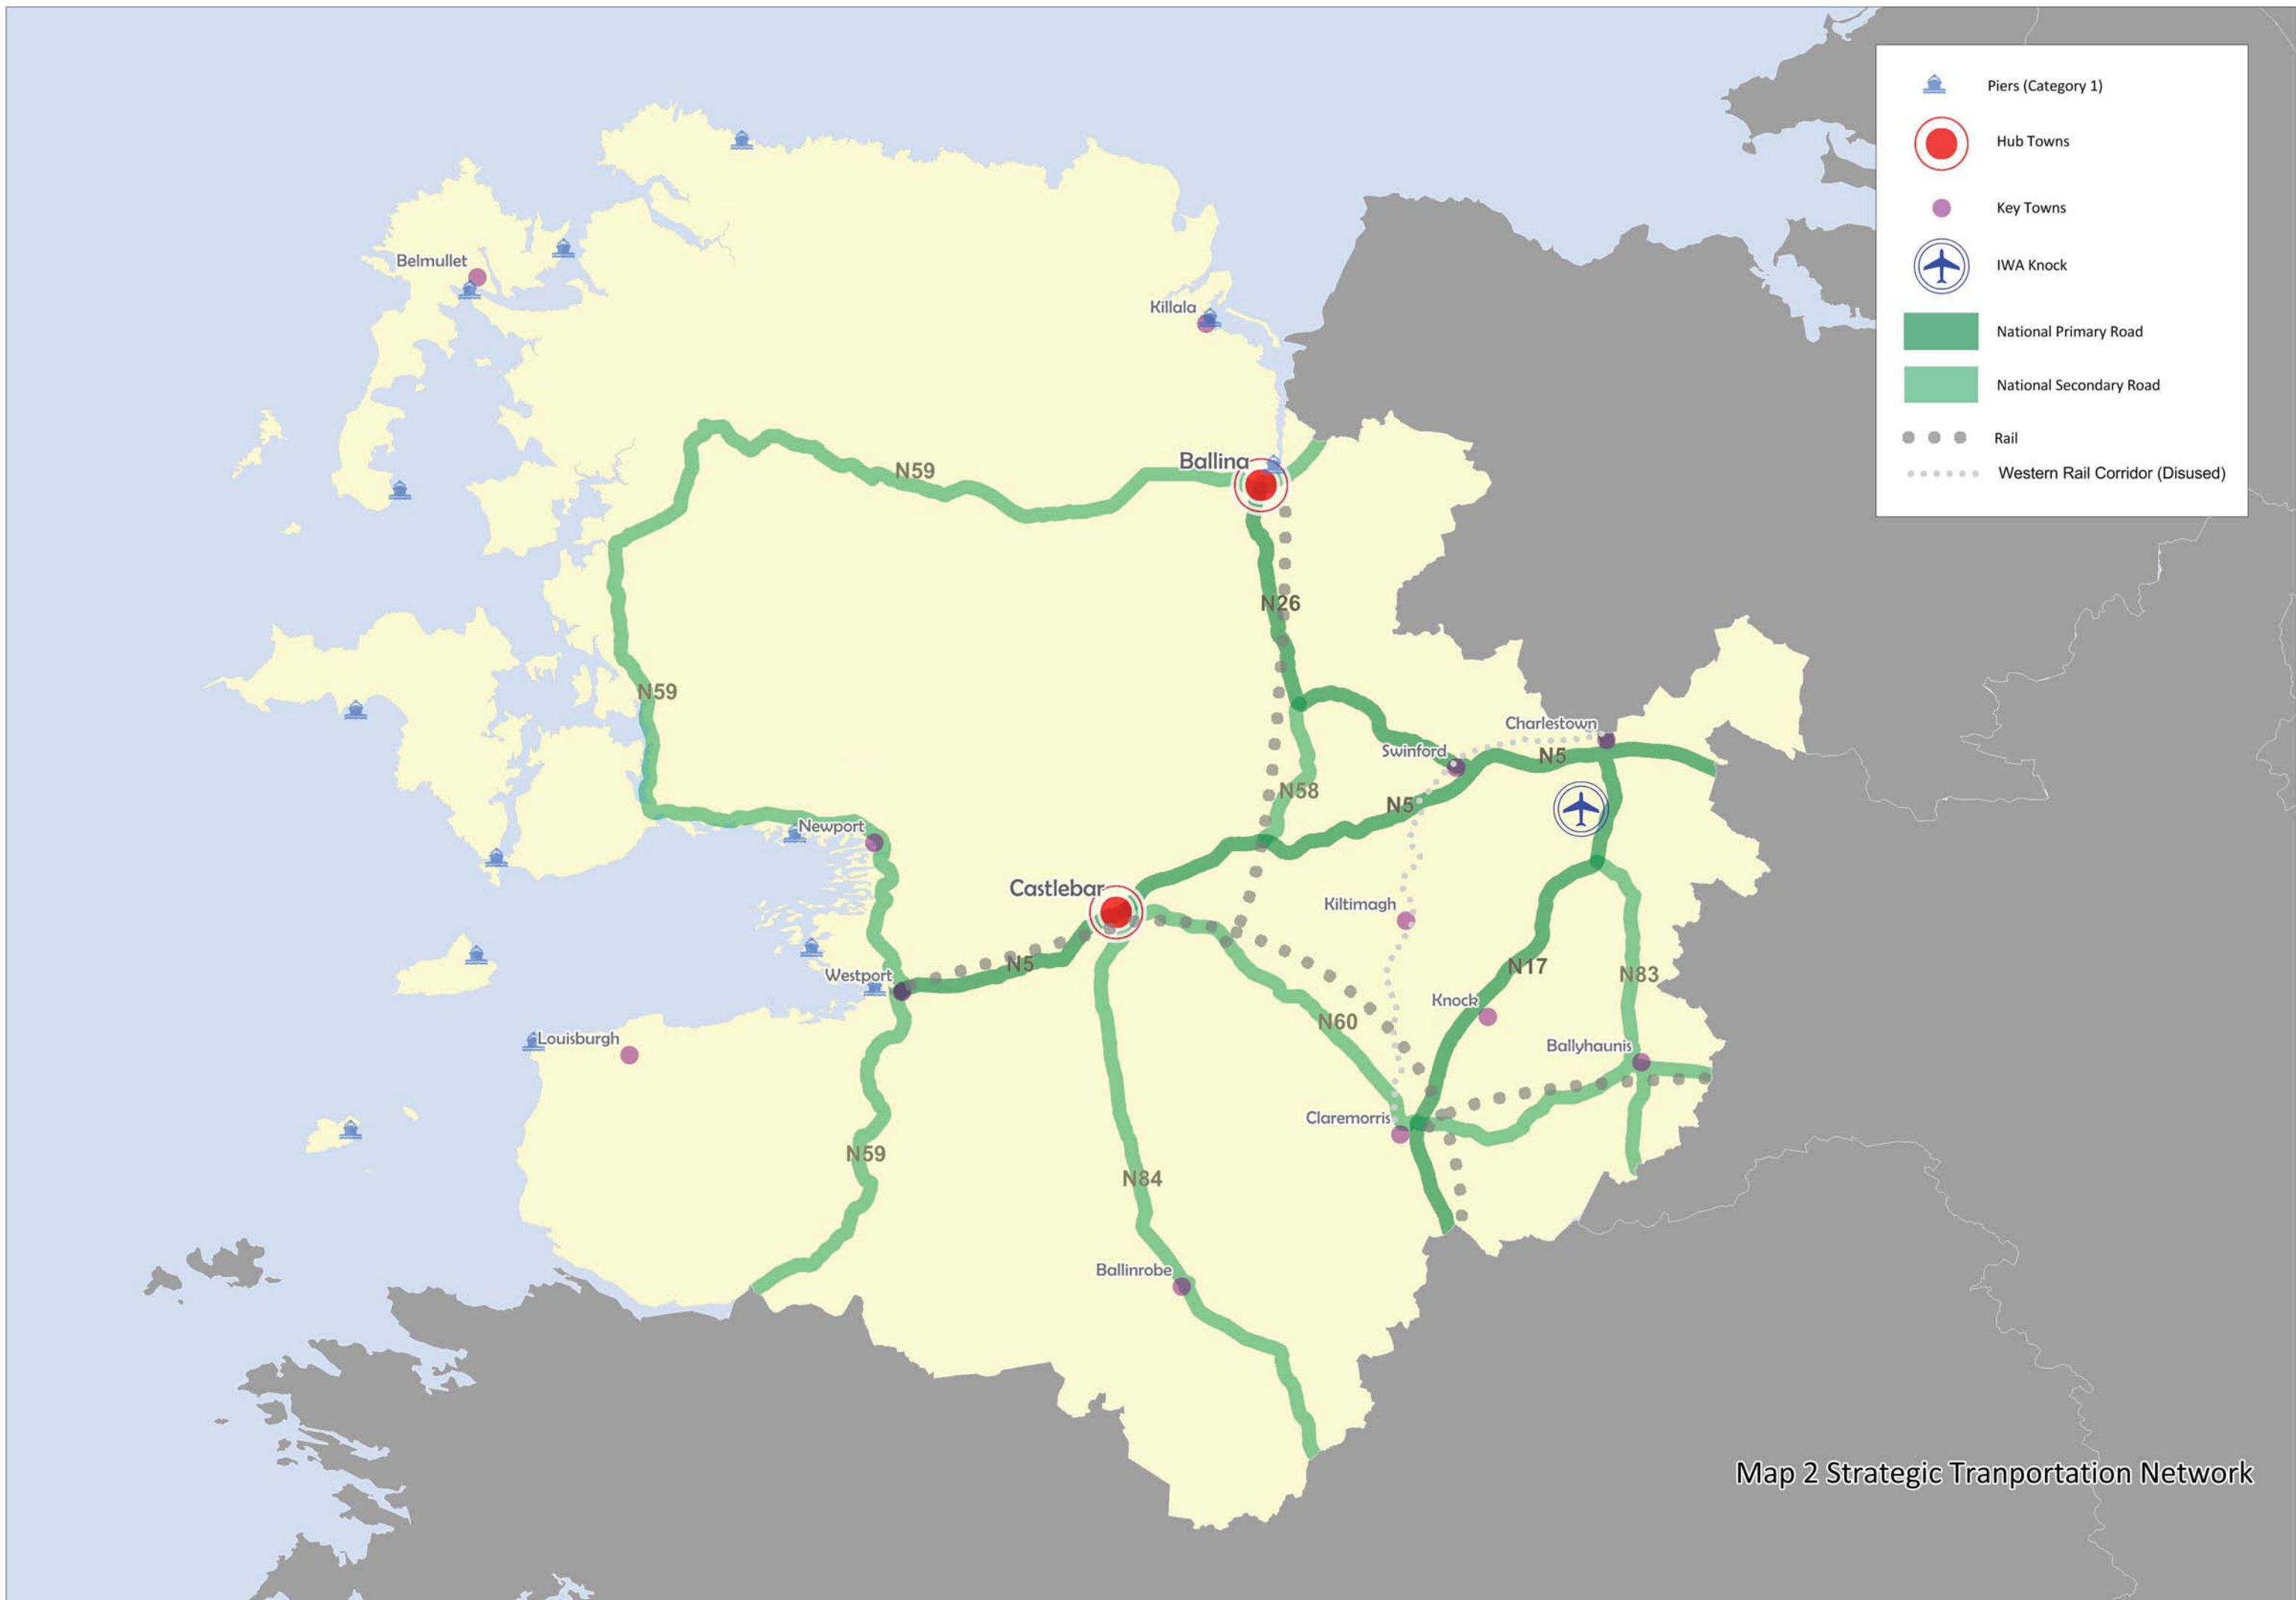 Piers (Category 1)
Hub Towns
Key Towns
IWA Knock
National Primary Road
National Secondary Road
Rail
Western Rail Corridor (Disused)
Belmullet
Killala
Ballina
N59
N26
N59
Charlestown
Swinford
N5
N58
N5
Newport
Castlebar
Kiltimagh
N5
N17
N83
Westport
Knock
N60
Louisburgh
Ballyhaunis
Claremorris
N59
N84
Ballinrobe
Map 2 Strategic Tranportation Network